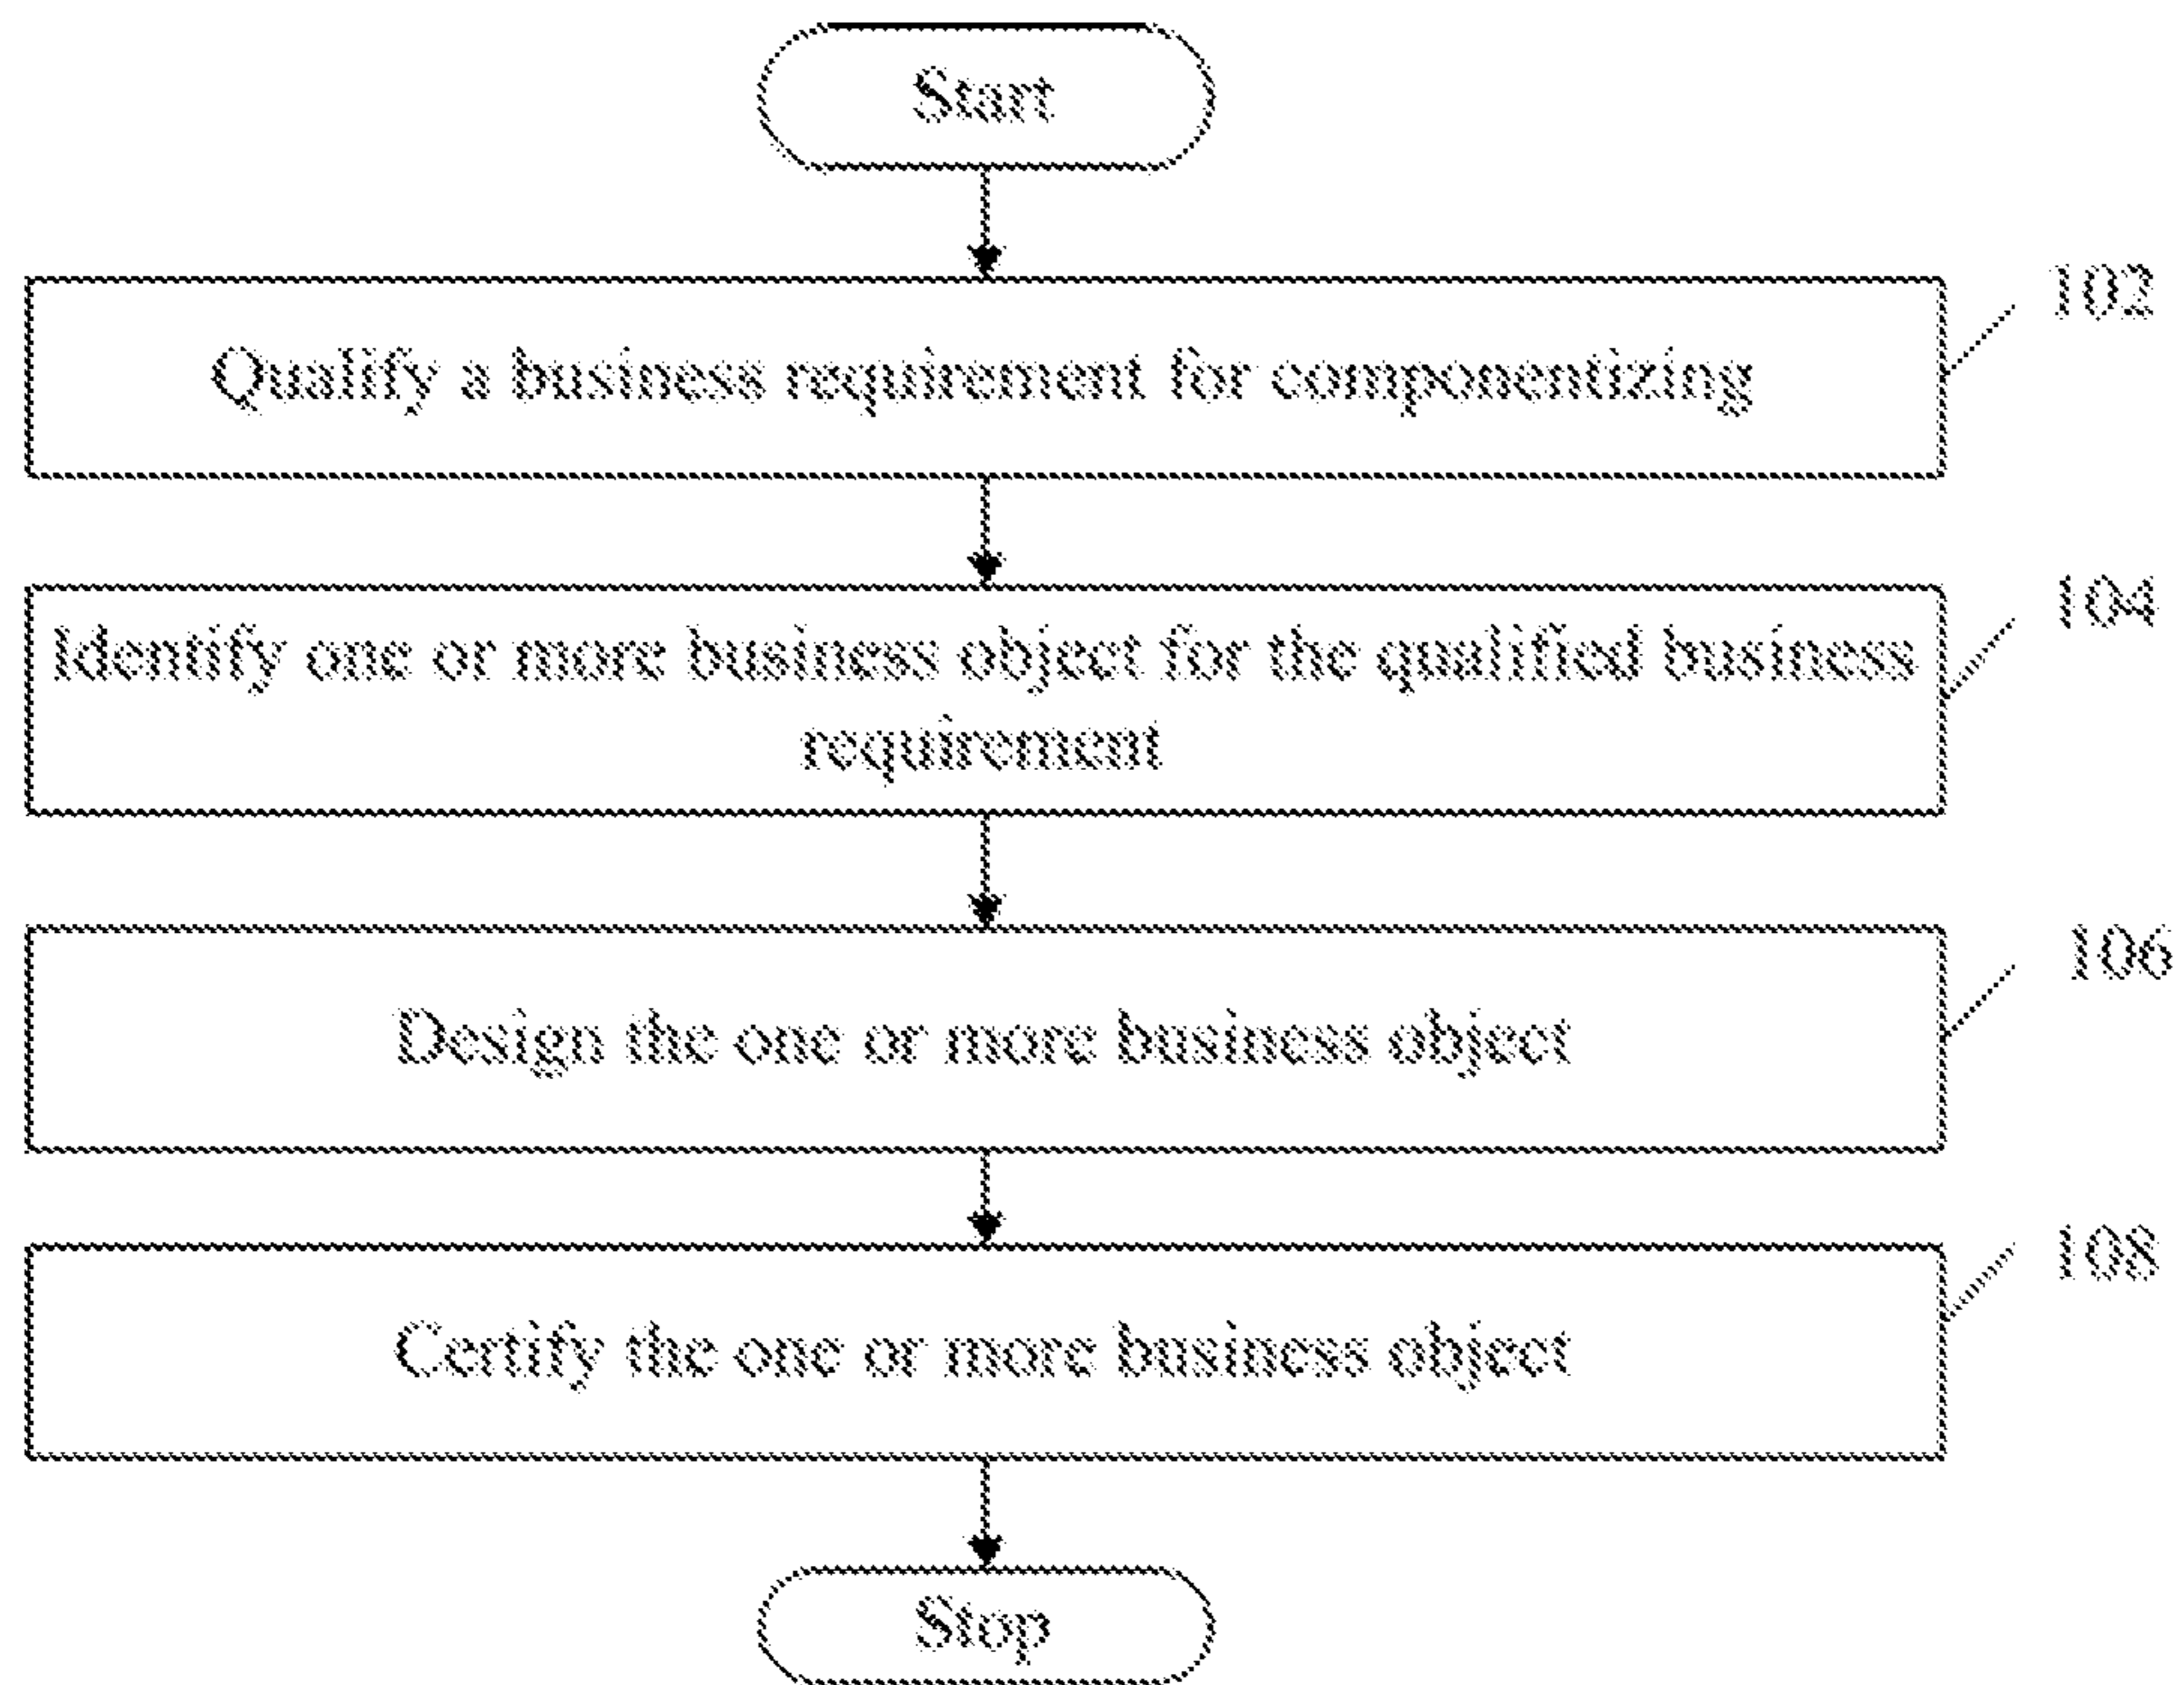 Start
102
Qualify a business requirement for componentizing
104
Identify one or more business object for the qualified business
requirement
106
Design the one or more business object
108
Certify the one or more business object
Stop